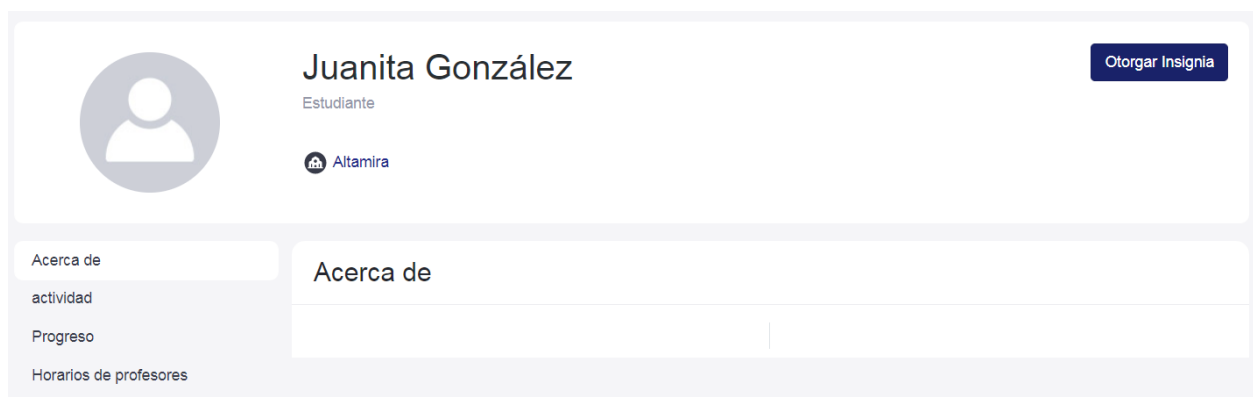 Juanita González
Otorgar Insignia
Estudiante
Altamira
Acerca de
actividad
Progreso
Horarios de profesores
Acerca de